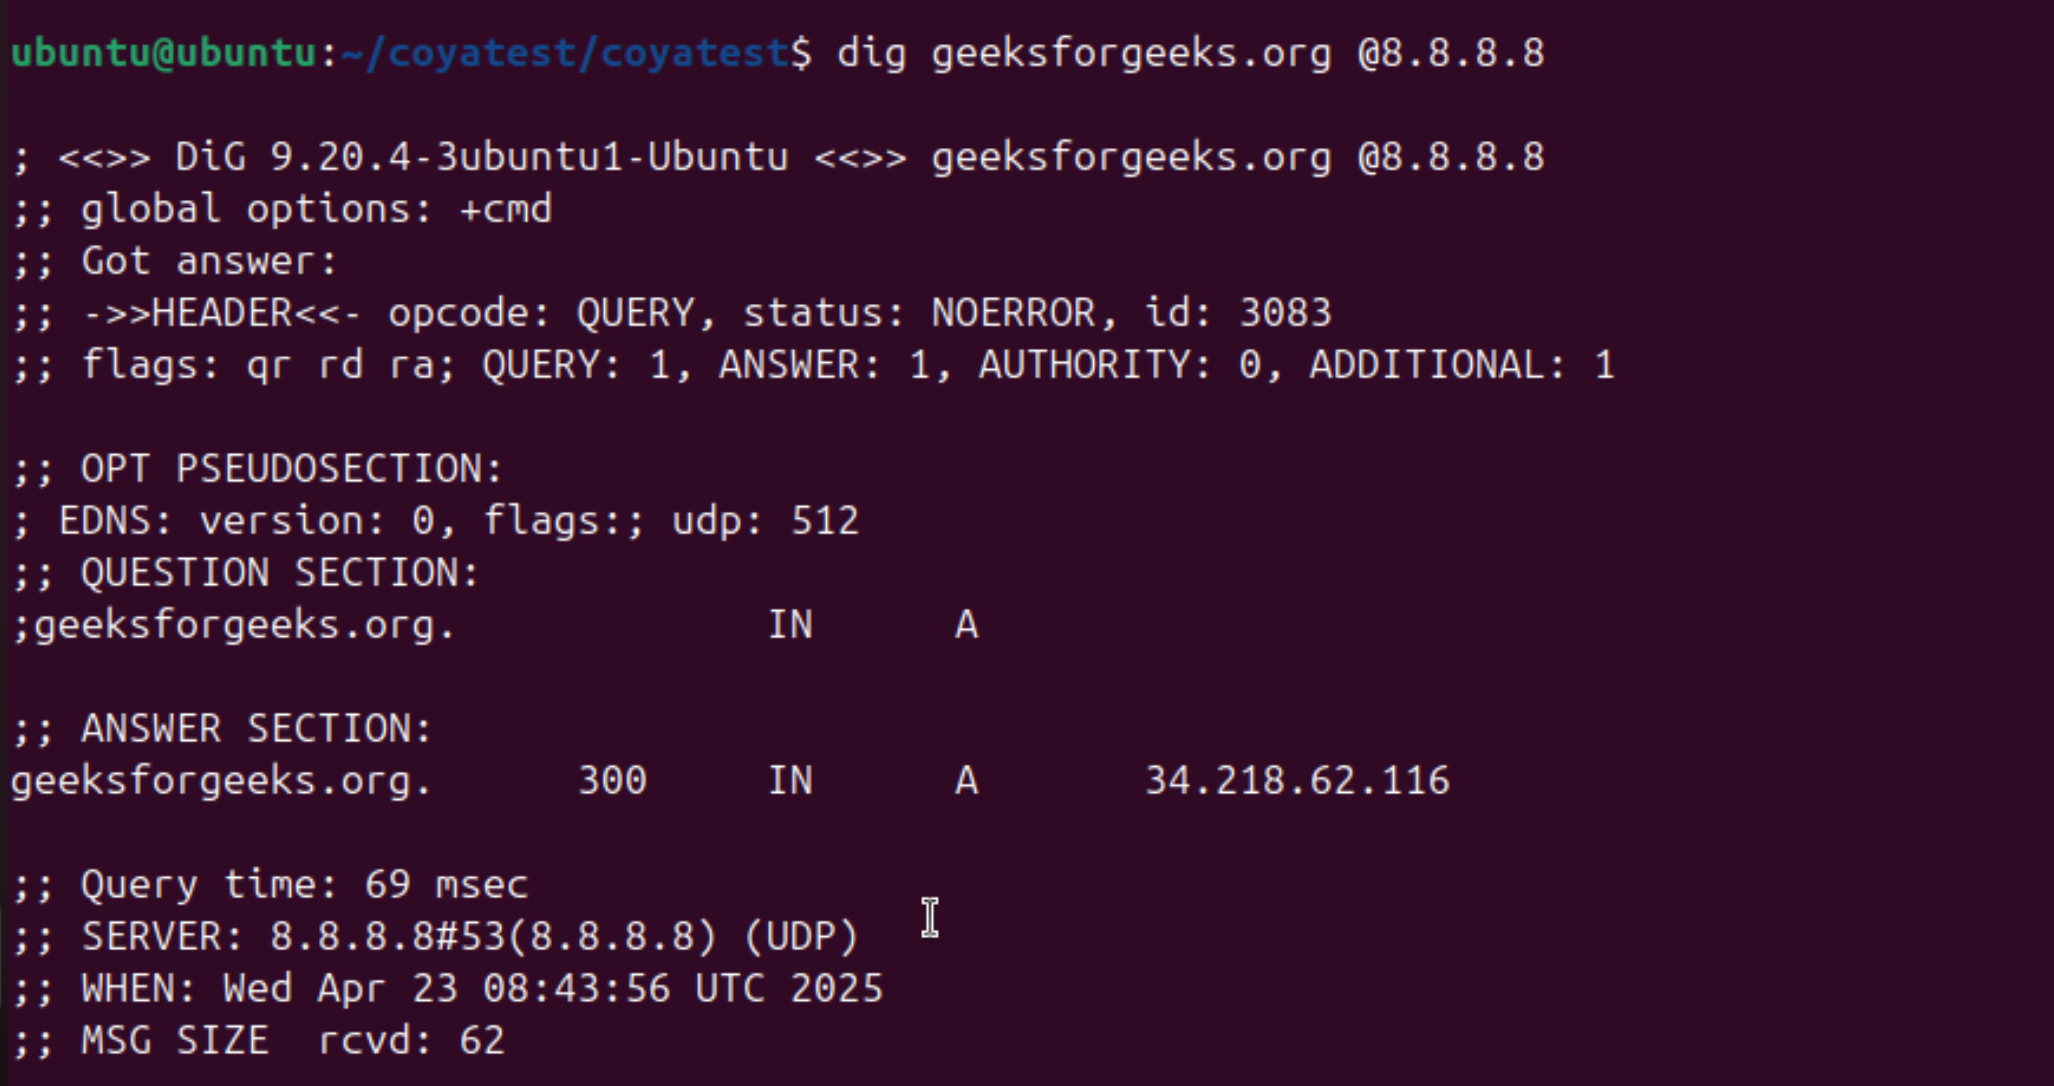 ubuntu@ubuntu:~/coyatest/coyatest$ dig geeksforgeeks.org @8.8.8.8
; <<>> DiG 9.20.4-3ubuntu1-Ubuntu <<>> geeksforgeeks.org @8.8.8.8
;; global options: +cmd
;; Got answer:
;; ->>HEADER<<- opcode: QUERY, status: NOERROR, id: 3083
;; flags: qr rd ra; QUERY: 1, ANSWER: 1, AUTHORITY: 0, ADDITIONAL: 1
;; OPT PSEUDOSECTION:
; EDNS: version: 0, flags:; udp: 512
;; QUESTION SECTION:
;geeksforgeeks.org. IN A
;; ANSWER SECTION:
geeksforgeeks.org. 300 IN A 34.218.62.116
;; Query time: 69 msec
;; SERVER: 8.8.8.8#53(8.8.8.8) (UDP)
;; WHEN: Wed Apr 23 08:43:56 UTC 2025
;; MSG SIZE  rcvd: 62